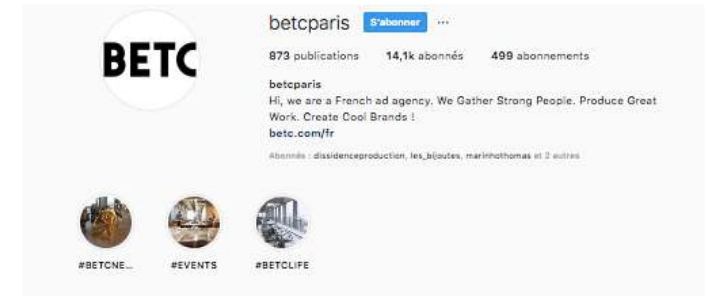 BETC
betcparis S'abonner ...
873 publications 14,1k abonnés 499 abonnements
betcparis
Hi, we are a French ad agency. We Gather Strong People. Produce Great
Work. Create Cool Brands !
betc.com/fr
Abonnés : dissidenceproduction, les_bijoutes, marinhothomas et 2 autres
#BETCNE... #EVENTS #BETCLIFE